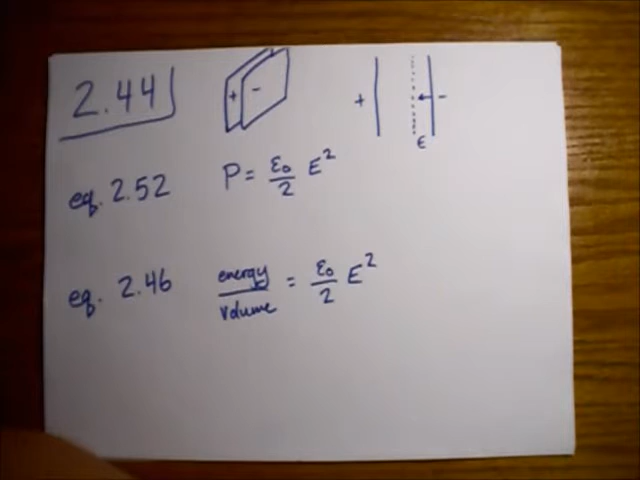 2.44
+ -
+ -
ϵ
eq. 2.52 P = ε₀/2 E²
eq. 2.46 energy/volume = ε₀/2 E²